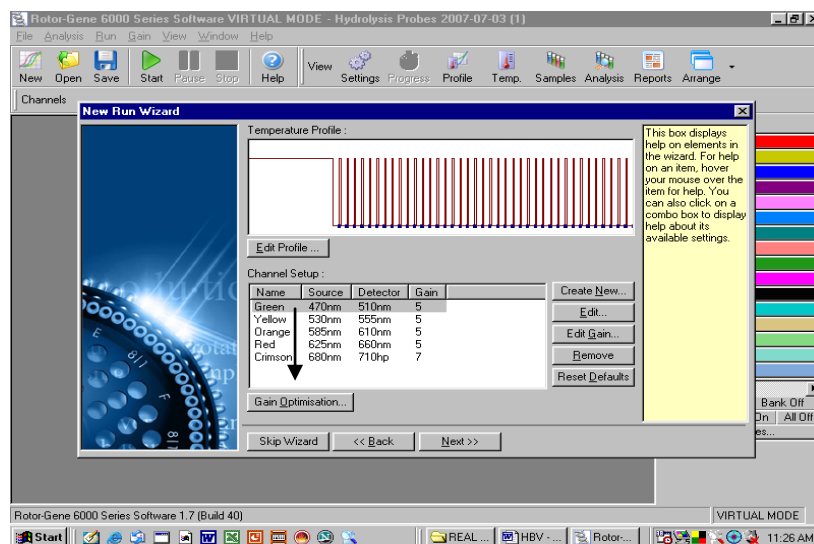 Rotor-Gene 6000 Series Software VIRTUAL MODE - Hydrolysis Probes 2007-07-03 (1)
File Analysis Run Gain View Window Help
New Open Save Start Pause Stop Help View Settings Progress Profile Temp. Samples Analysis Reports Arrange
Channels
New Run Wizard
Temperature Profile :
This box displays
help on elements in
the wizard. For help
on an item, hover
your mouse over the
item for help. You
can also click on a
combo box to display
help about its
available settings.
Edit Profile ...
Channel Setup :
Name Source Detector Gain
Green 470nm 510nm 5
Yellow 530nm 555nm 5
Orange 585nm 610nm 5
Red 625nm 660nm 5
Crimson 680nm 710hp 7
Create New...
Edit...
Edit Gain...
Remove
Reset Defaults
Gain Optimisation...
Skip Wizard << Back Next >>
Bank Off
On All Off
es...
Rotor-Gene 6000 Series Software 1.7 (Build 40) VIRTUAL MODE
Start REAL ... HBV - ... Rotor-... 11:26 AM